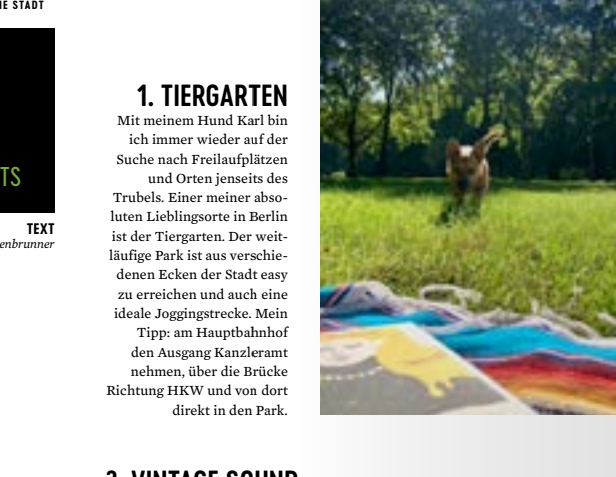 STADT
TS
TEXT
1. TIERGARTEN
Mit meinem Hund Karl bin
ich immer wieder auf der
Suche nach Freilaufplätzen
und Orten jenseits des
Trubels. Einer meiner abso-
luten Lieblingsorte in Berlin
ist der Tiergarten. Der weit-
läufige Park ist aus verschie-
denen Ecken der Stadt easy
zu erreichen und auch eine
ideale Joggingstrecke. Mein
Tipp: am Hauptbahnhof
den Ausgang Kanzleramt
nehmen, über die Brücke
Richtung HKW und von dort
direkt in den Park.
VINTAGE SOUND